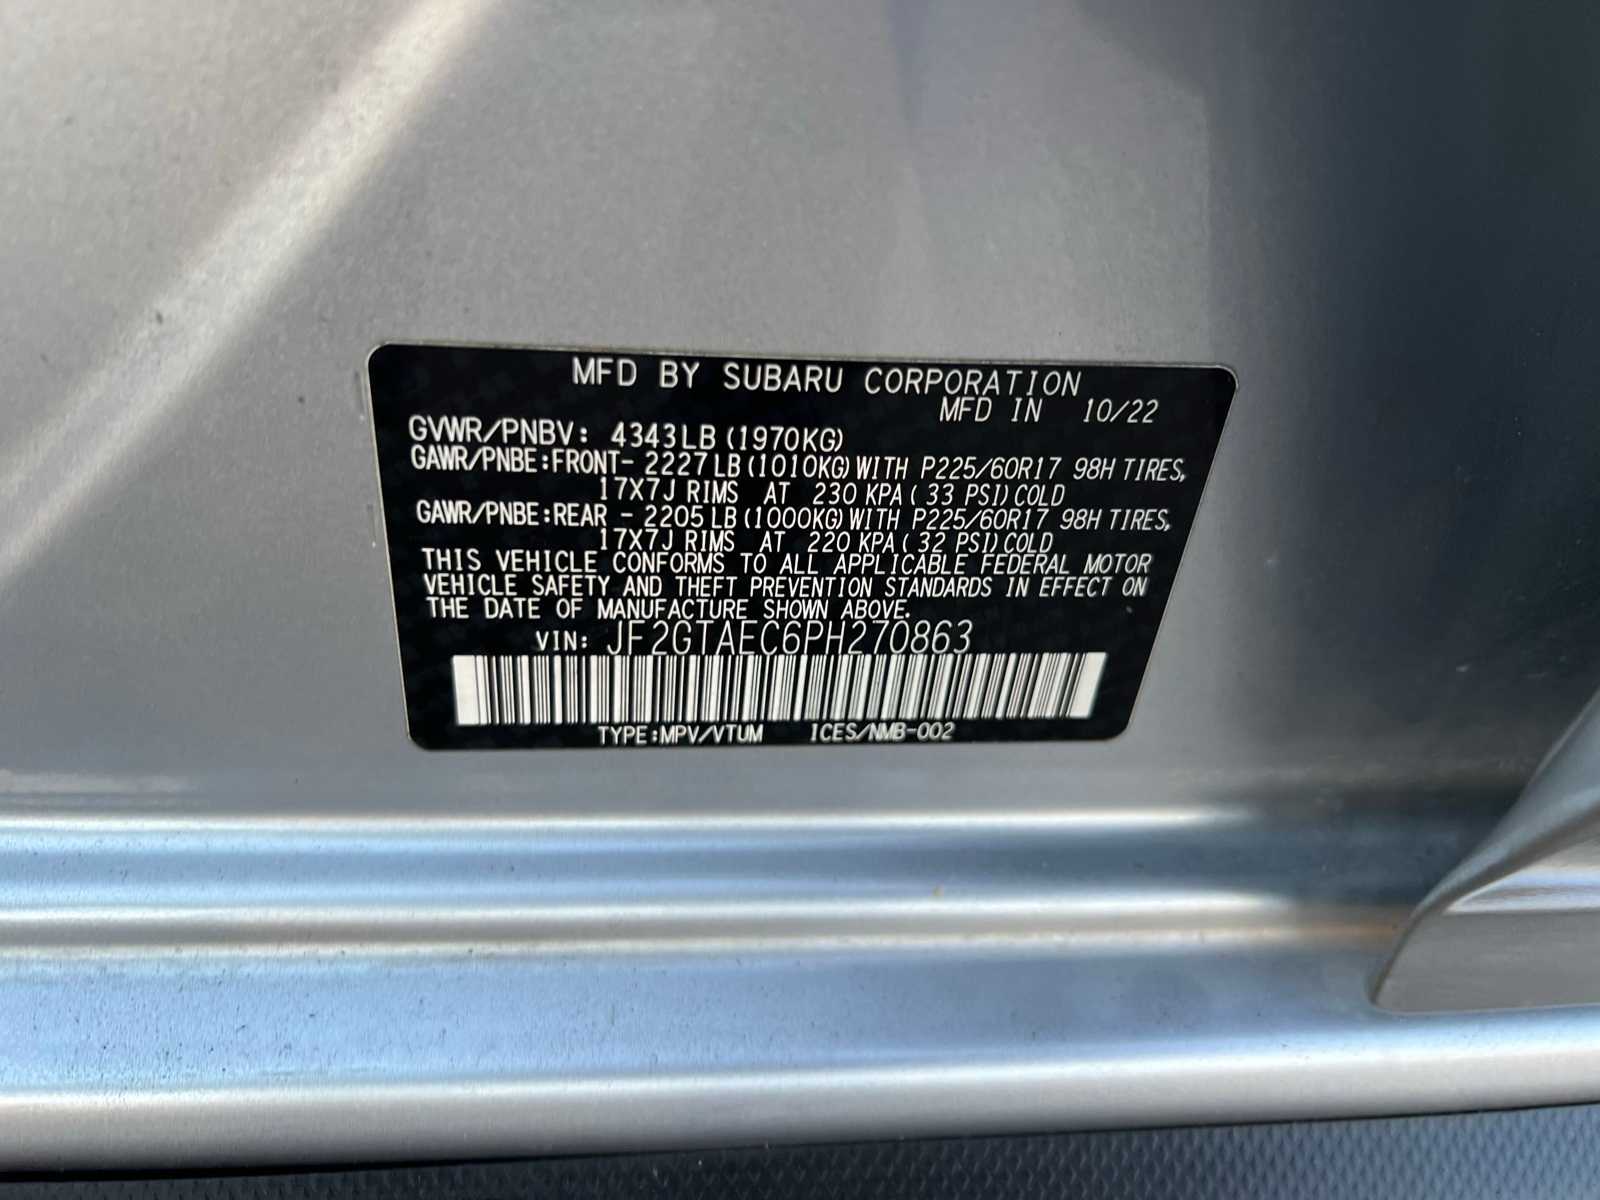 MFD BY SUBARU CORPORATION
MFD IN 10/22
GVWR/PNBV: 4343LB (1970KG)
GAWR/PNBE:FRONT- 2227LB (1010KG) WITH P225/60R17 98H TIRES,
17X7J RIMS AT 230 KPA( 33 PSI) COLD
GAWR/PNBE:REAR - 2205LB (1000KG) WITH P225/60R17 98H TIRES,
17X7J RIMS AT 220 KPA( 32 PSI) COLD
THIS VEHICLE CONFORMS TO ALL APPLICABLE FEDERAL MOTOR
VEHICLE SAFETY AND THEFT PREVENTION STANDARDS IN EFFECT ON
THE DATE OF MANUFACTURE SHOWN ABOVE.
VIN: JF2GTAEC6PH270863
TYPE:MPV/VTUM ICES/NMB-002